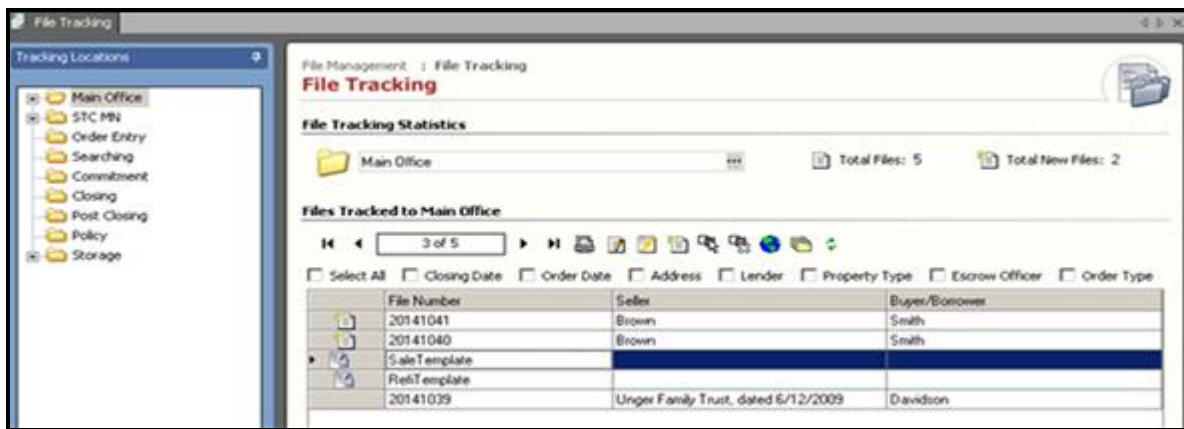 File Tracking
Tracking Locations
Main Office
STC MN
Order Entry
Searching
Commitment
Closing
Post Closing
Policy
Storage
File Management : File Tracking
File Tracking
File Tracking Statistics
Main Office ... Total Files: 5 Total New Files: 2
Files Tracked to Main Office
3 of 5
Select All Closing Date Order Date Address Lender Property Type Escrow Officer Order Type
File Number Seller Buyer/Borrower
20141041 Brown Smith
20141040 Brown Smith
SaleTemplate
RefiTemplate
20141039 Unger Family Trust, dated 6/12/2009 Davidson